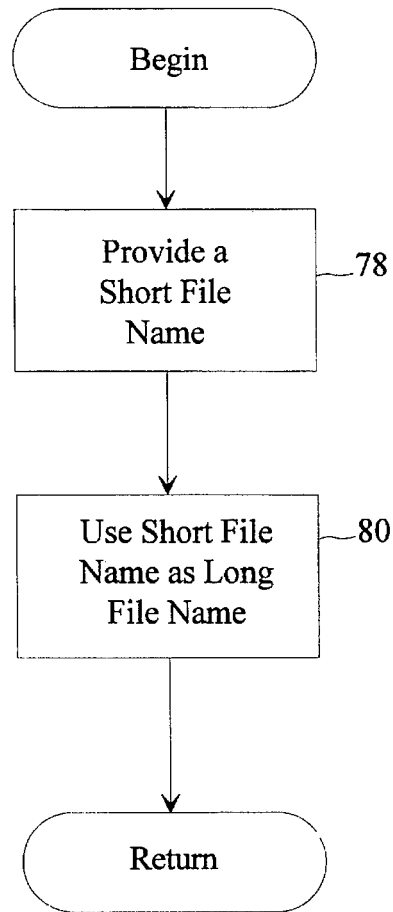 Begin
Provide a
Short File
Name
78
Use Short File
Name as Long
File Name
80
Return